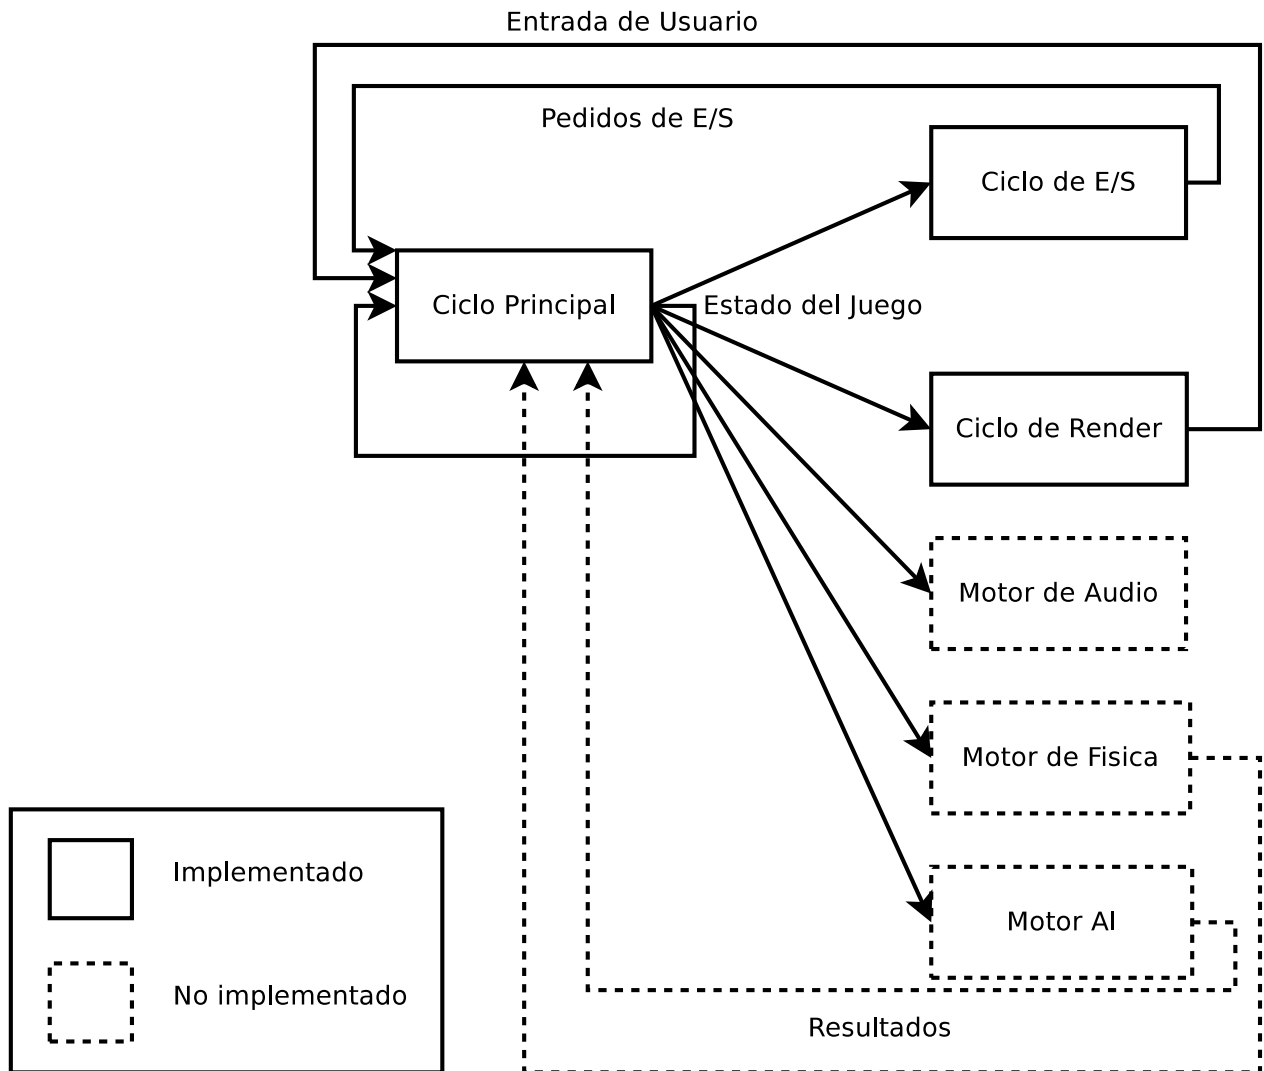 Entrada de Usuario
Pedidos de E/S
Ciclo de E/S
Ciclo Principal
Estado del Juego
Ciclo de Render
Motor de Audio
Motor de Fisica
Motor AI
Resultados
Implementado
No implementado